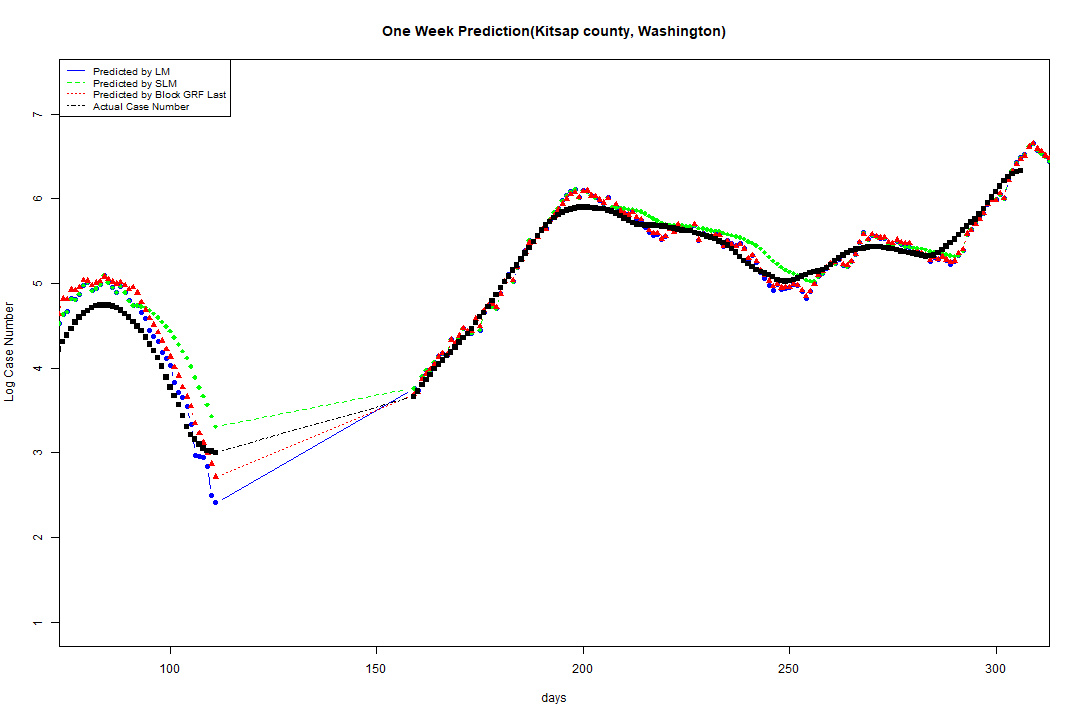 One Week Prediction(Kitsap county, Washington)
Predicted by LM
Predicted by SLM
Predicted by Block GRF Last
Actual Case Number
Log Case Number
7
6
5
4
3
2
1
100
150
200
250
300
days